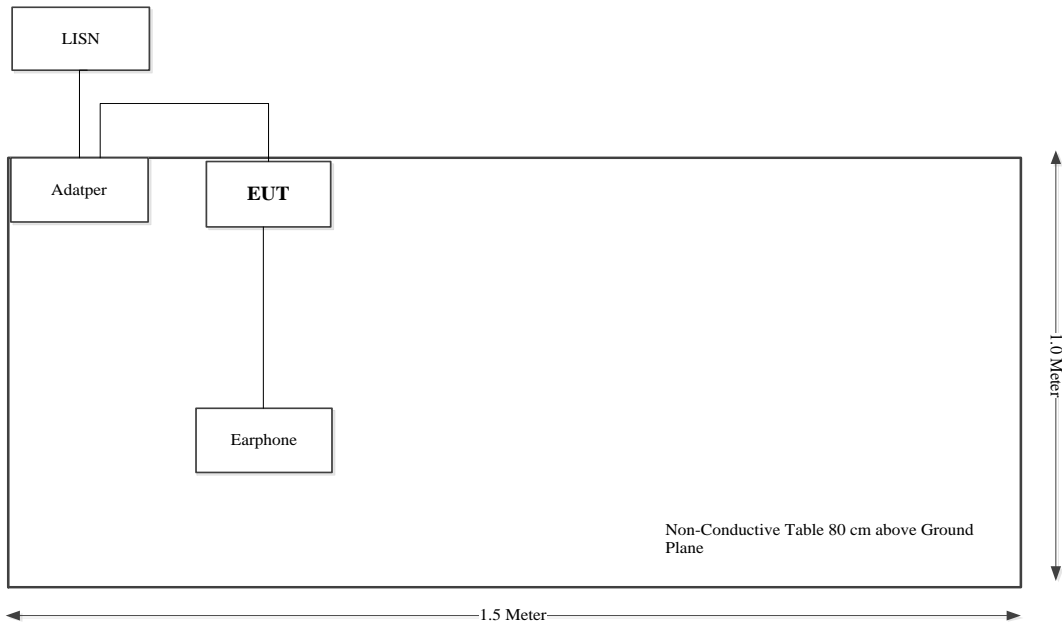 LISN
Adatper
EUT
Earphone
1.0 Meter
Non-Conductive Table 80 cm above Ground
Plane
1.5 Meter